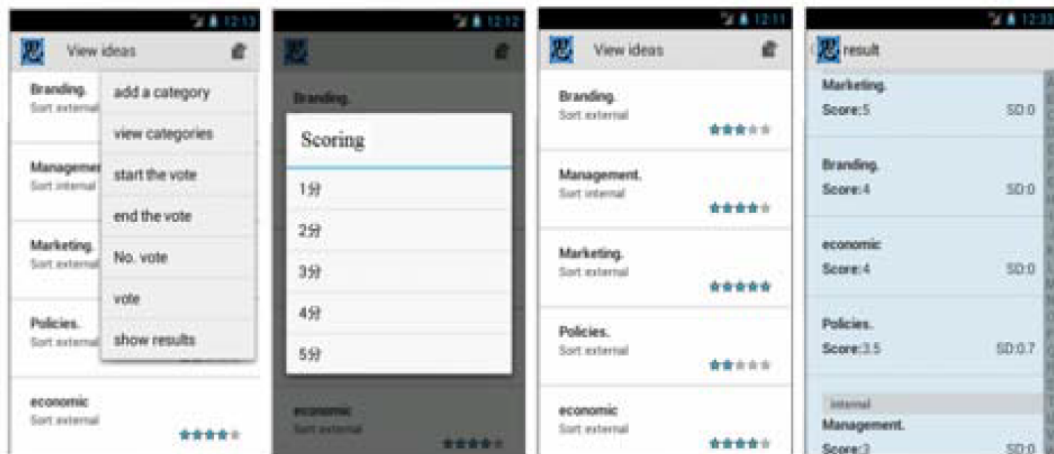 12:13
思 View ideas
Branding.
Sort external
Management
Sort internal
Marketing.
Sort external
Policies.
Sort external
economic
Sort external
add a category
view categories
start the vote
end the vote
No. vote
vote
show results
12:12
Branding.
Scoring
1分
2分
3分
4分
5分
economic
Sort external
12:11
思 View ideas
Branding.
Sort external
Management.
Sort internal
Marketing.
Sort external
Policies.
Sort external
economic
Sort external
12:33
思 result
Marketing.
Score:5 SD:0
Branding.
Score:4 SD:0
economic
Score:4 SD:0
Policies.
Score:3.5 SD:0.7
internal
Management.
Score:3 SD:0